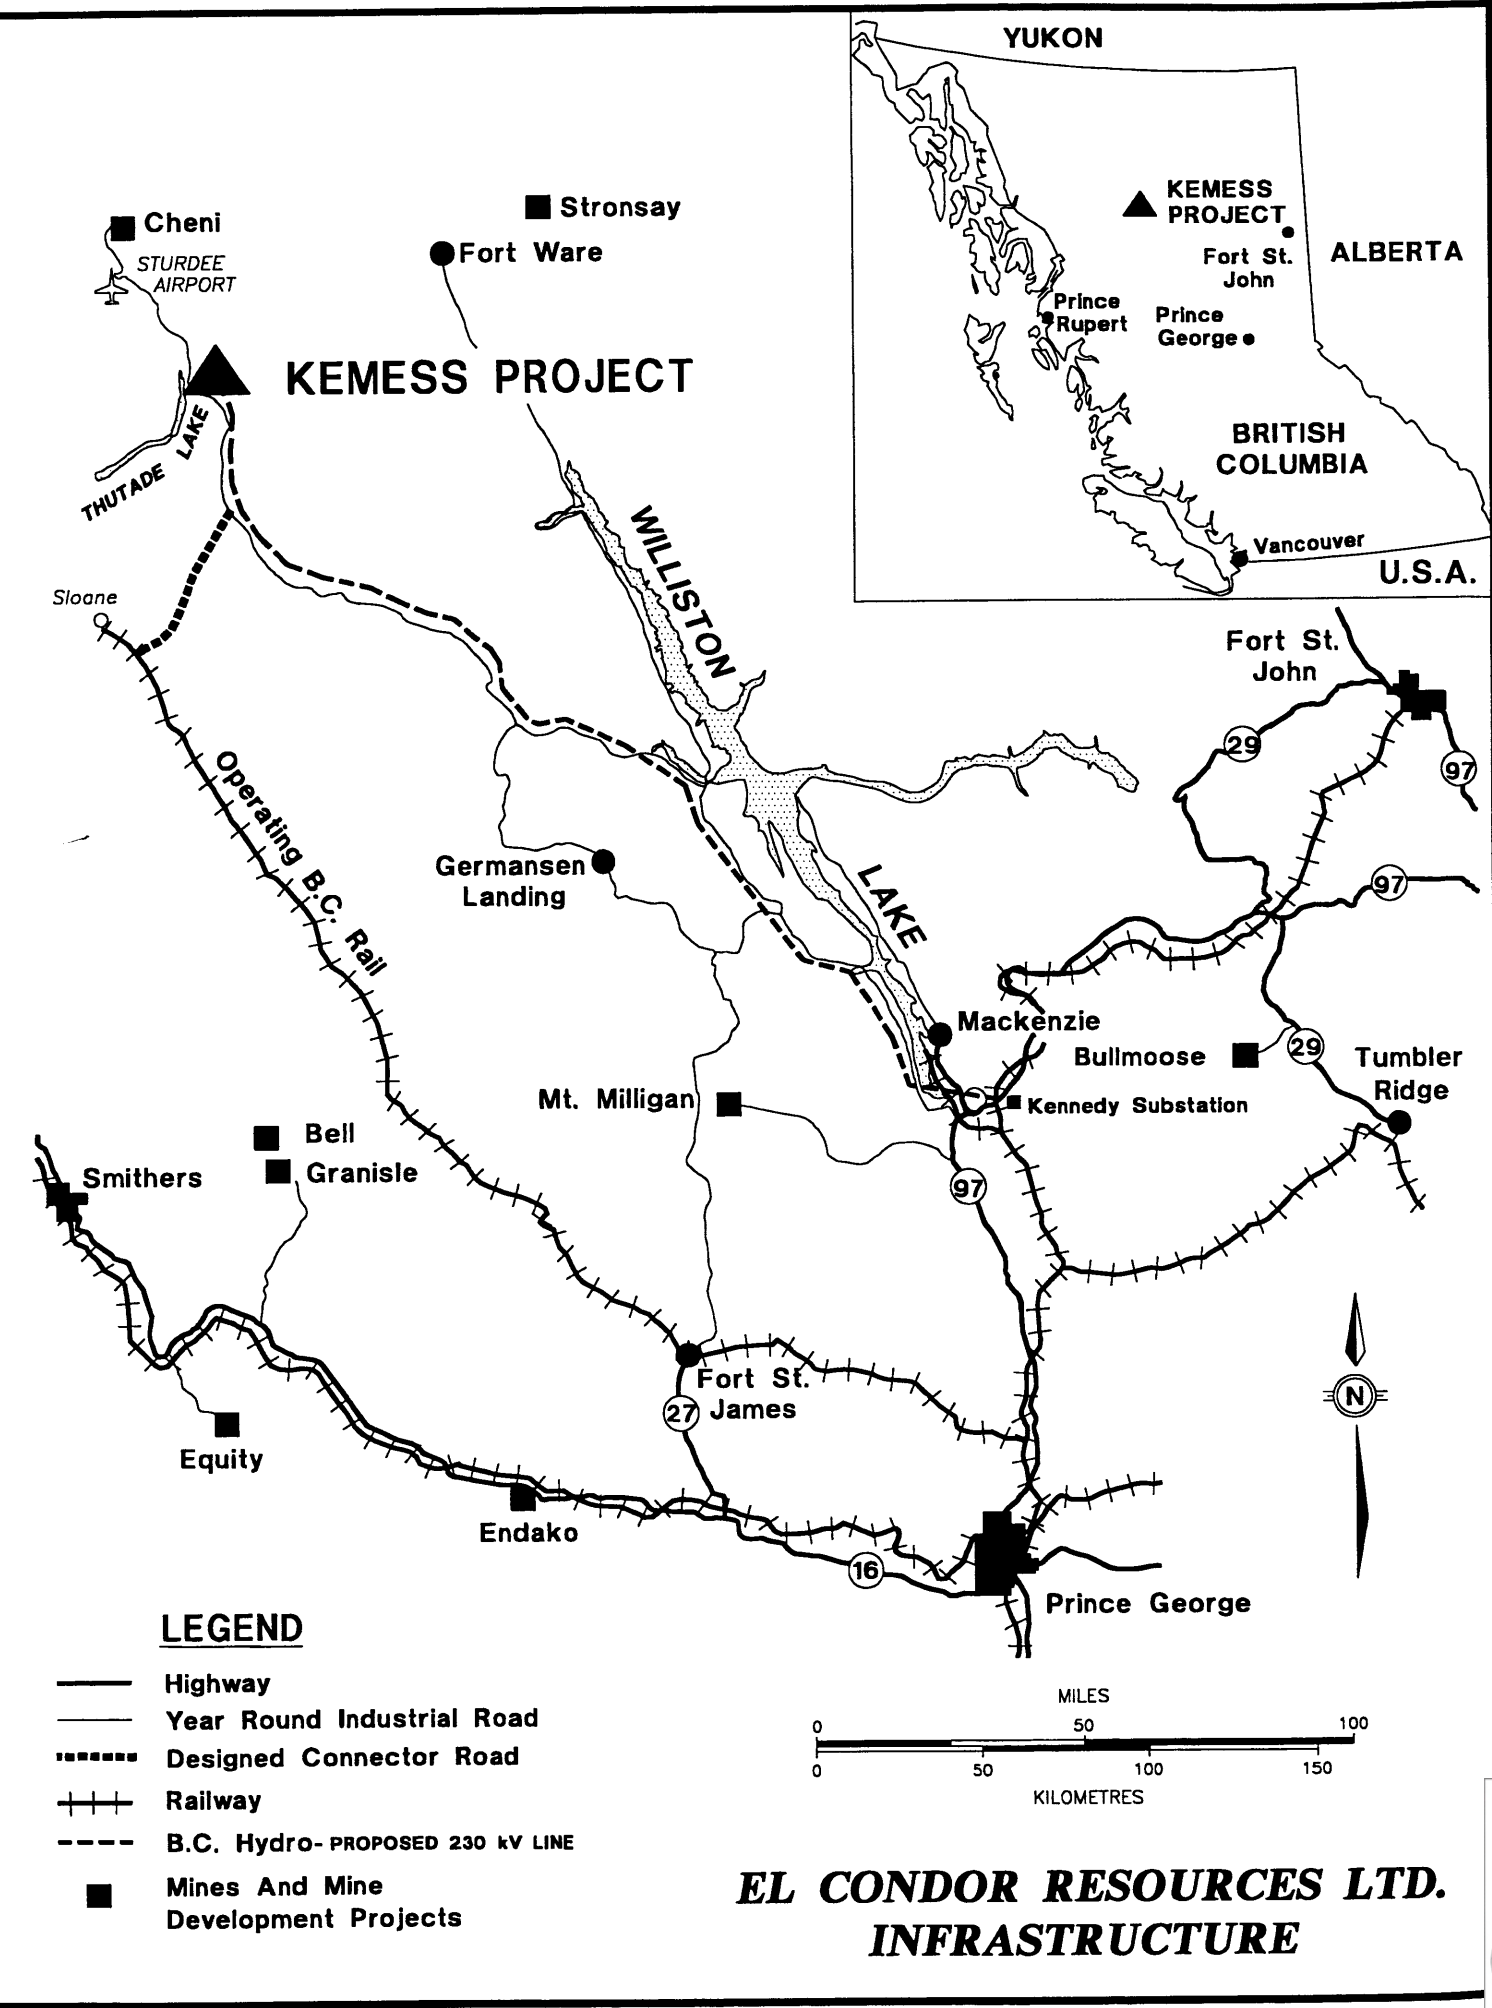 YUKON
KEMESS
PROJECT
Fort St.
John
ALBERTA
Prince
Rupert
Prince
George
BRITISH
COLUMBIA
Vancouver
U.S.A.
Cheni
STURDEE
AIRPORT
Stronsay
Fort Ware
KEMESS PROJECT
THUTADE LAKE
WILLISTON
LAKE
Sloane
Operating B.C. Rail
Fort St.
John
29
97
97
Germansen
Landing
Mackenzie
Bullmoose
29
Tumbler
Ridge
Mt. Milligan
Kennedy Substation
Bell
Granisle
Smithers
97
Fort St.
James
27
N
Equity
Endako
16
Prince George
LEGEND
Highway
Year Round Industrial Road
Designed Connector Road
Railway
B.C. Hydro- PROPOSED 230 kV LINE
Mines And Mine
Development Projects
MILES
0 50 100
0 50 100 150
KILOMETRES
EL CONDOR RESOURCES LTD.
INFRASTRUCTURE